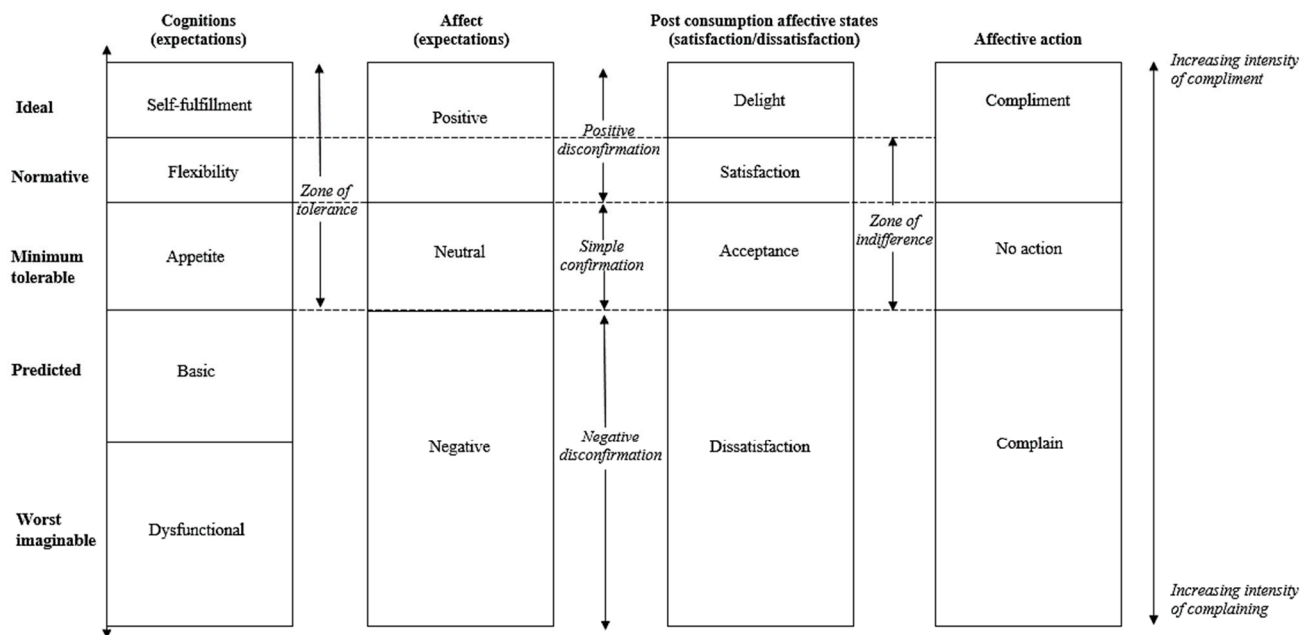 Cognitions
(expectations)
Affect
(expectations)
Post consumption affective states
(satisfaction/dissatisfaction)
Affective action
Increasing intensity
of compliment
Ideal
Self-fulfillment
Positive
Delight
Compliment
Positive
disconfirmation
Normative
Flexibility
Satisfaction
Zone of
tolerance
Zone of
indifference
Minimum
tolerable
Appetite
Neutral
Simple
confirmation
Acceptance
No action
Predicted
Basic
Negative
Negative
disconfirmation
Dissatisfaction
Complain
Worst
imaginable
Dysfunctional
Increasing intensity
of complaining